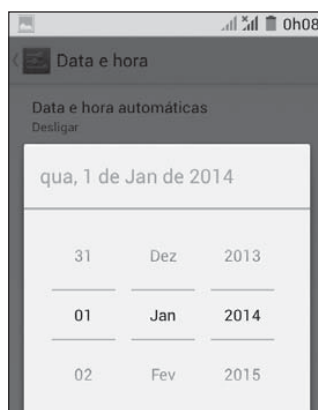 0h08
Data e hora
Data e hora automáticas
Desligar
qua, 1 de Jan de 2014
31 Dez 2013
01 Jan 2014
02 Fev 2015